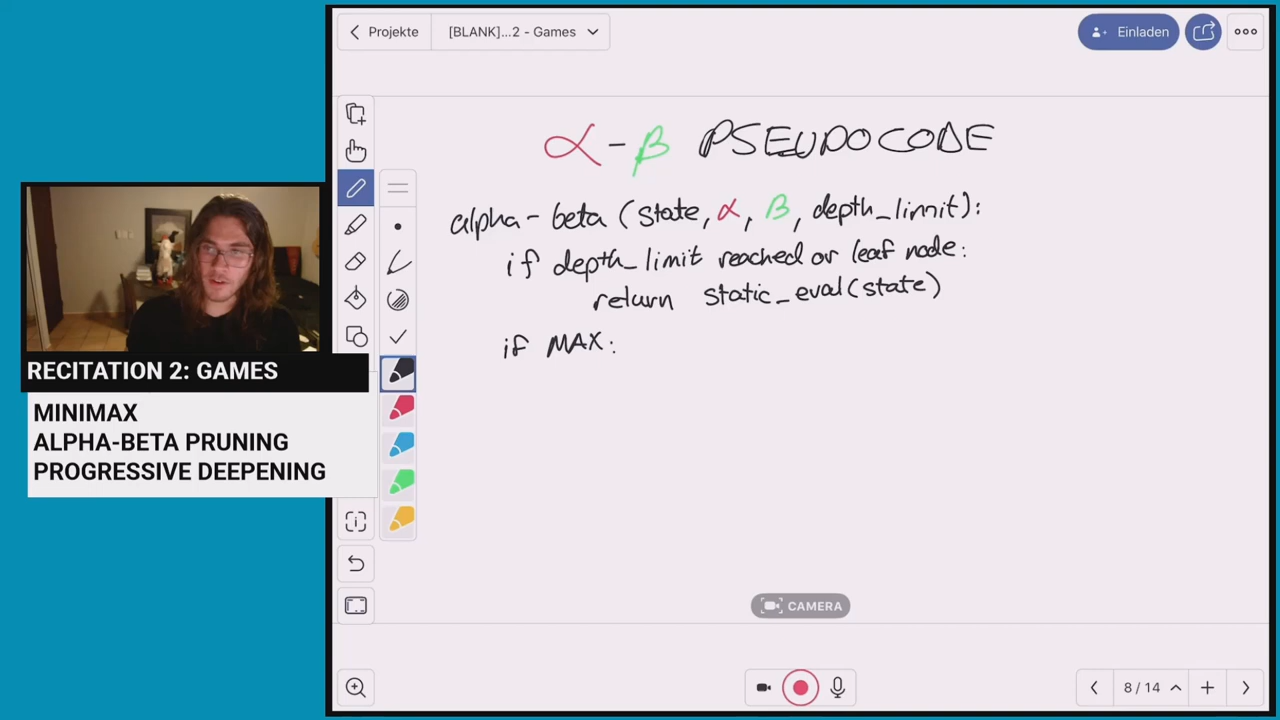 Projekte
[BLANK]...2 - Games
Einladen
α-β PSEUDOCODE
alpha-beta (state, α, β, depth_limit):
if depth_limit reached or leaf node:
return static_eval(state)
if MAX:
RECITATION 2: GAMES
MINIMAX
ALPHA-BETA PRUNING
PROGRESSIVE DEEPENING
CAMERA
8 / 14